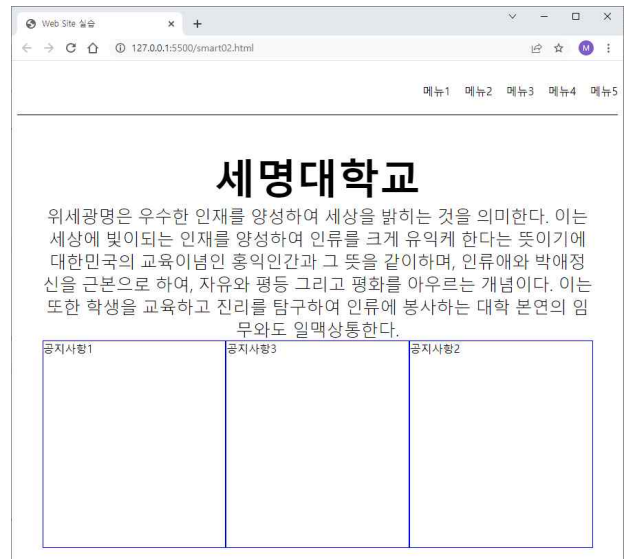 Web Site 실습
M
127.0.0.1:5500/smart02.html
메뉴1 메뉴2 메뉴3 메뉴4 메뉴5
세명대학교
위세광명은 우수한 인재를 양성하여 세상을 밝히는 것을 의미한다. 이는
세상에 빛이되는 인재를 양성하여 인류를 크게 유익케 한다는 뜻이기에
대한민국의 교육이념인 홍익인간과 그 뜻을 같이하며, 인류애와 박애정
신을 근본으로 하여, 자유와 평등 그리고 평화를 아우르는 개념이다. 이는
또한 학생을 교육하고 진리를 탐구하여 인류에 봉사하는 대학 본연의 임
무와도 일맥상통한다.
공지사항1 공지사항3 공지사항2